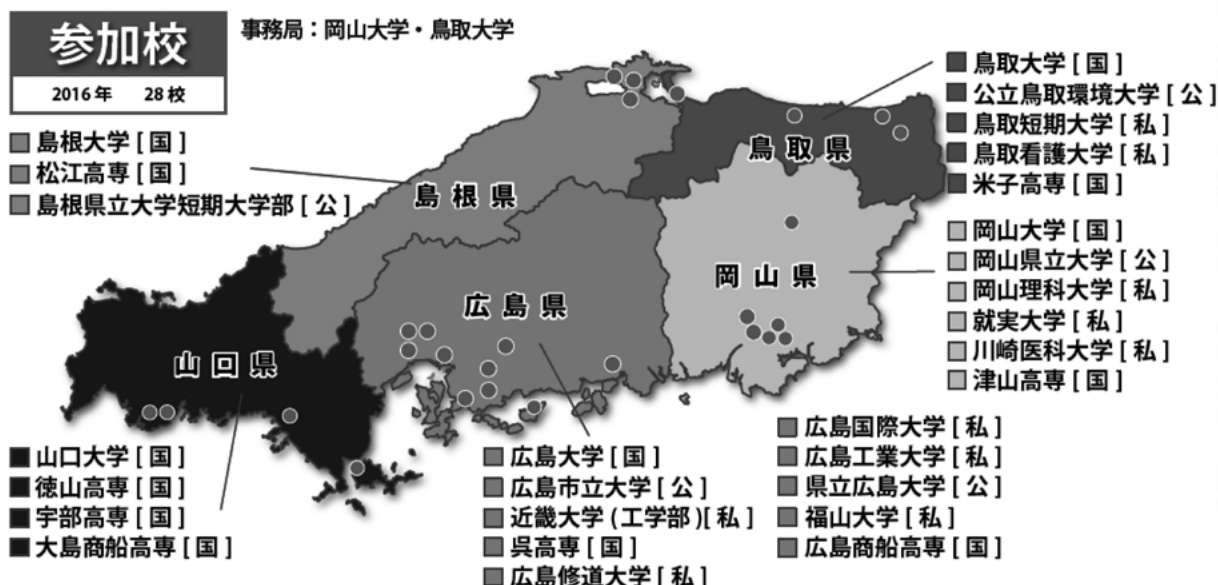 参加校
2016年 28校
事務局：岡山大学・鳥取大学
島根大学 [ 国 ]
松江高専 [ 国 ]
島根県立大学短期大学部 [ 公 ]
島根県
鳥取県
鳥取大学 [ 国 ]
公立鳥取環境大学 [ 公 ]
鳥取短期大学 [ 私 ]
鳥取看護大学 [ 私 ]
米子高専 [ 国 ]
岡山県
岡山大学 [ 国 ]
岡山県立大学 [ 公 ]
岡山理科大学 [ 私 ]
就実大学 [ 私 ]
川崎医科大学 [ 私 ]
津山高専 [ 国 ]
広島県
山口県
山口大学 [ 国 ]
徳山高専 [ 国 ]
宇部高専 [ 国 ]
大島商船高専 [ 国 ]
広島大学 [ 国 ]
広島市立大学 [ 公 ]
近畿大学 (工学部)[ 私 ]
呉高専 [ 国 ]
広島修道大学 [ 私 ]
広島国際大学 [ 私 ]
広島工業大学 [ 私 ]
県立広島大学 [ 公 ]
福山大学 [ 私 ]
広島商船高専 [ 国 ]